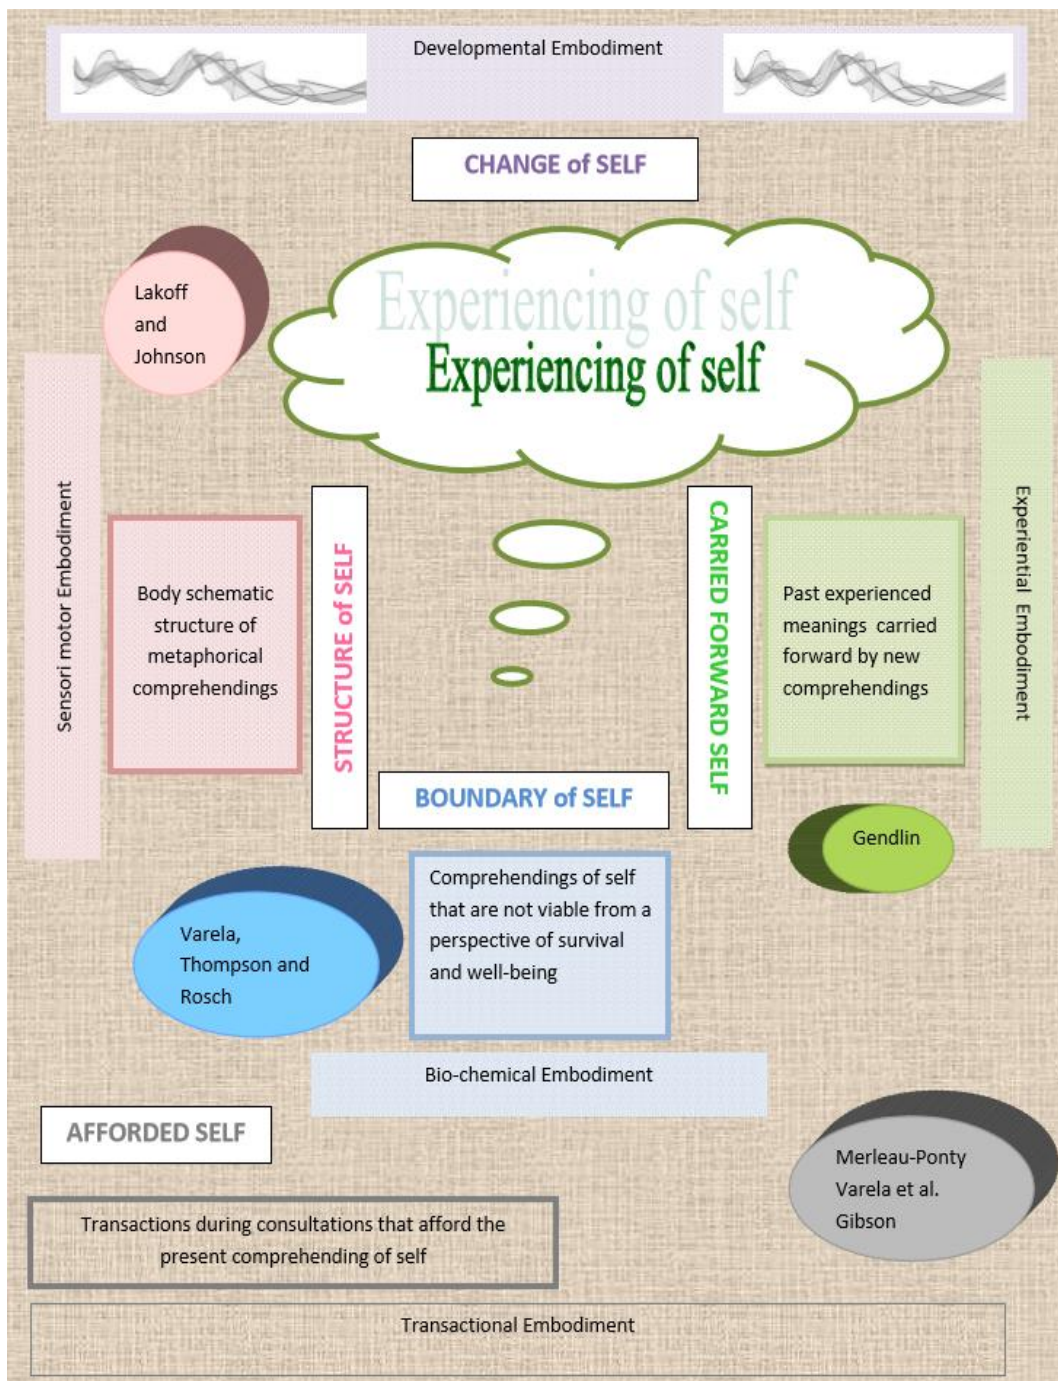 Developmental Embodiment
CHANGE of SELF
Lakoff
and
Johnson
Experiencing of self
Experiencing of self
Sensori motor Embodiment
Body schematic
structure of
metaphorical
comprehendings
STRUCTURE of SELF
CARRIED FORWARD SELF
Past experienced
meanings carried
forward by new
comprehendings
Experiential Embodiment
BOUNDARY of SELF
Gendlin
Comprehendings of self
that are not viable from a
perspective of survival
and well-being
Varela,
Thompson and
Rosch
Bio-chemical Embodiment
AFFORDED SELF
Merleau-Ponty
Varela et al.
Gibson
Transactions during consultations that afford the
present comprehending of self
Transactional Embodiment